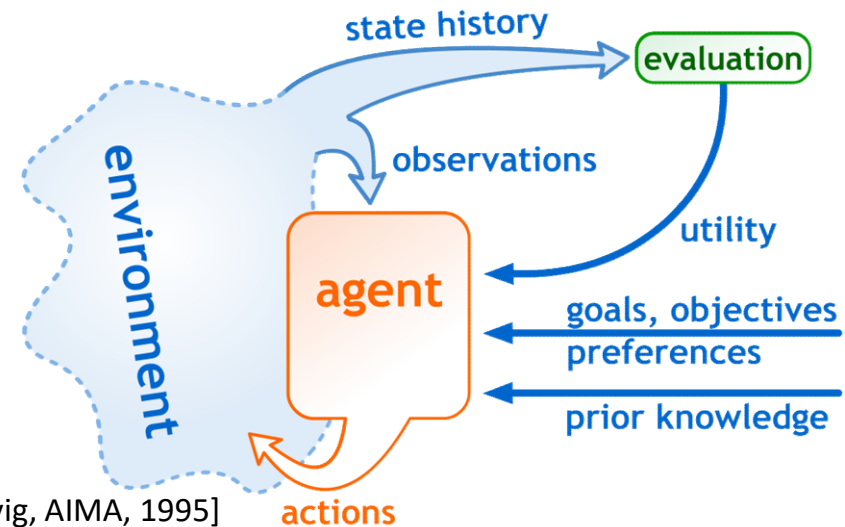 state history
evaluation
environment
observations
utility
agent
goals, objectives
preferences
prior knowledge
vig, AIMA, 1995]
actions